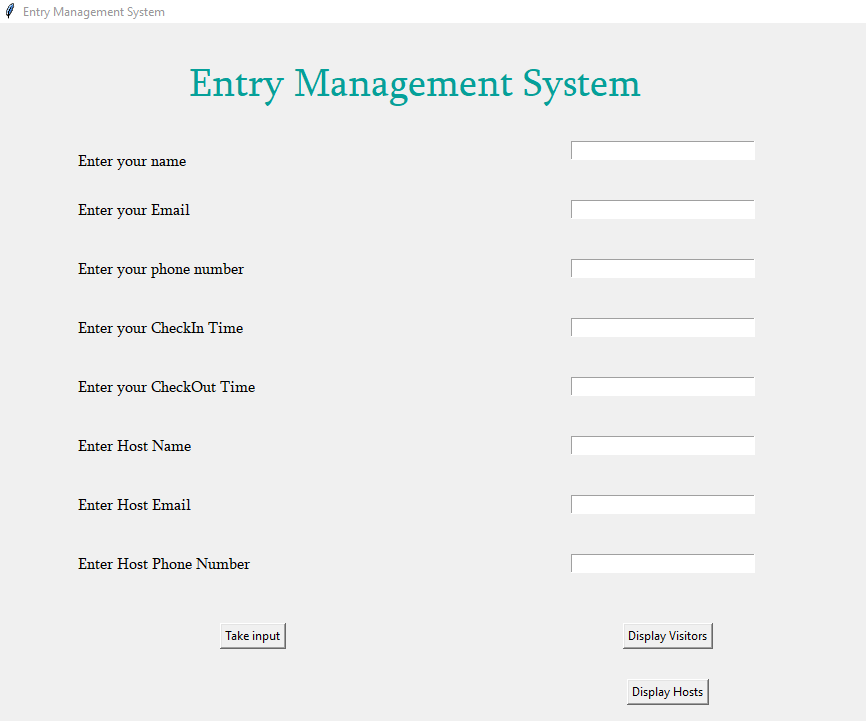 Entry Management System
Entry Management System
Enter your name
Enter your Email
Enter your phone number
Enter your CheckIn Time
Enter your CheckOut Time
Enter Host Name
Enter Host Email
Enter Host Phone Number
Take input
Display Visitors
Display Hosts